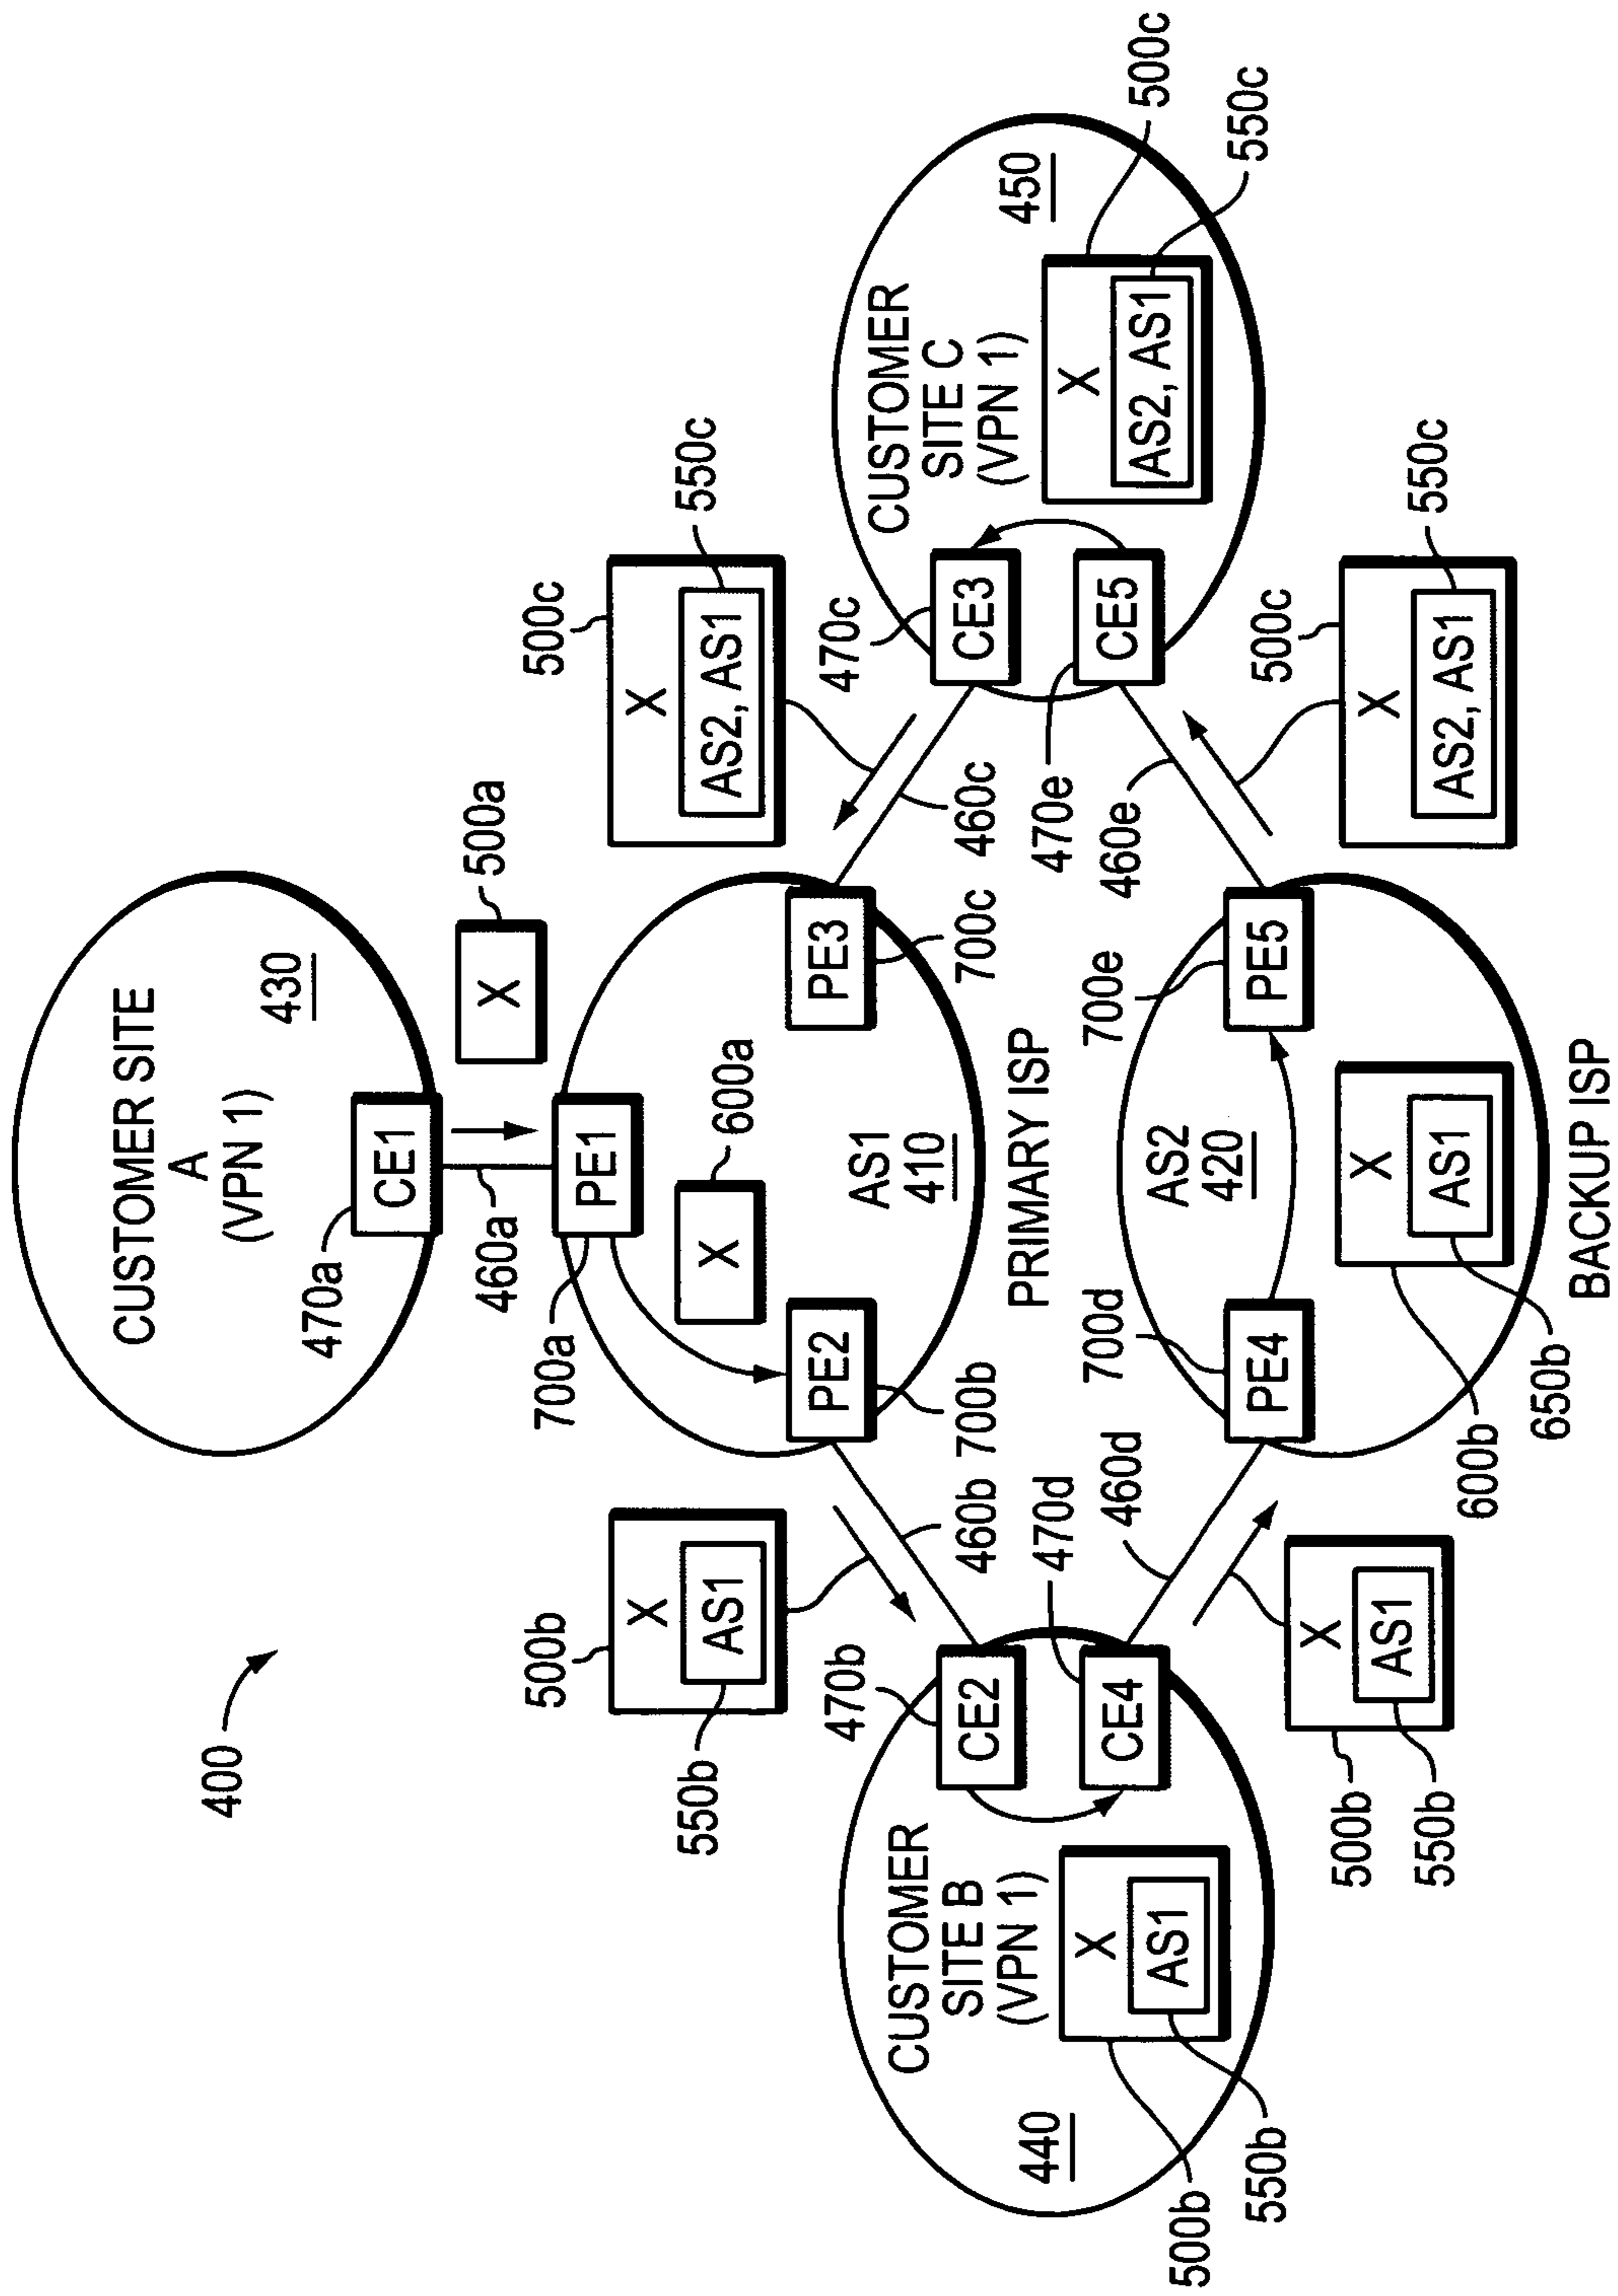 400
CUSTOMER SITE
A
(VPN 1)
430
470a
CE1
460a
500a
X
700a
PE1
600a
X
PE2
700b
PE3
700c
AS1
410
PRIMARY ISP
500b
X
AS1
550b
460b
500c
X
AS2, AS1
550c
460c
470b
CE2
470d
CE4
CUSTOMER
SITE B
(VPN 1)
440
X
AS1
500b
550b
470c
CE3
470e
CE5
CUSTOMER
SITE C
(VPN 1)
450
X
AS2, AS1
500c
550c
460d
X
AS1
500b
550b
460e
500c
X
AS2, AS1
550c
700d
PE4
700e
PE5
AS2
420
X
AS1
600b
650b
BACKUP ISP